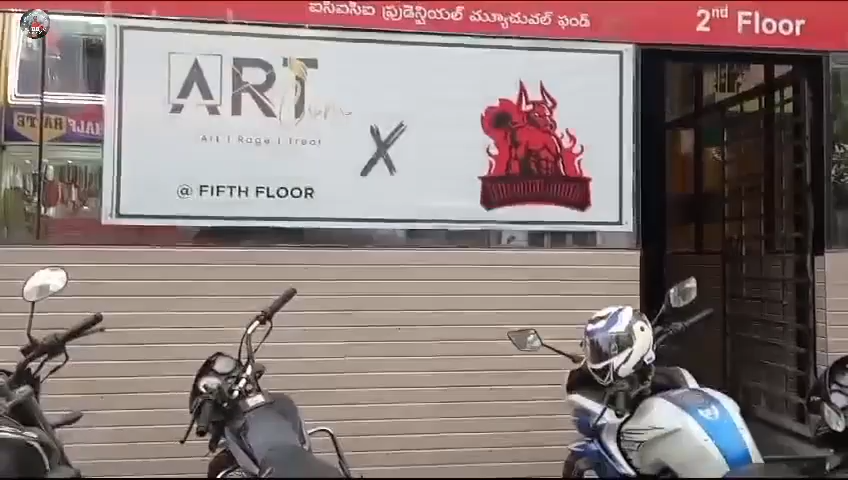 ఐసిఐసిఐ ప్రుడెన్షియల్ మ్యూచువల్ ఫండ్
2nd Floor
ART
Art | Rage | Treat
X
@ FIFTH FLOOR